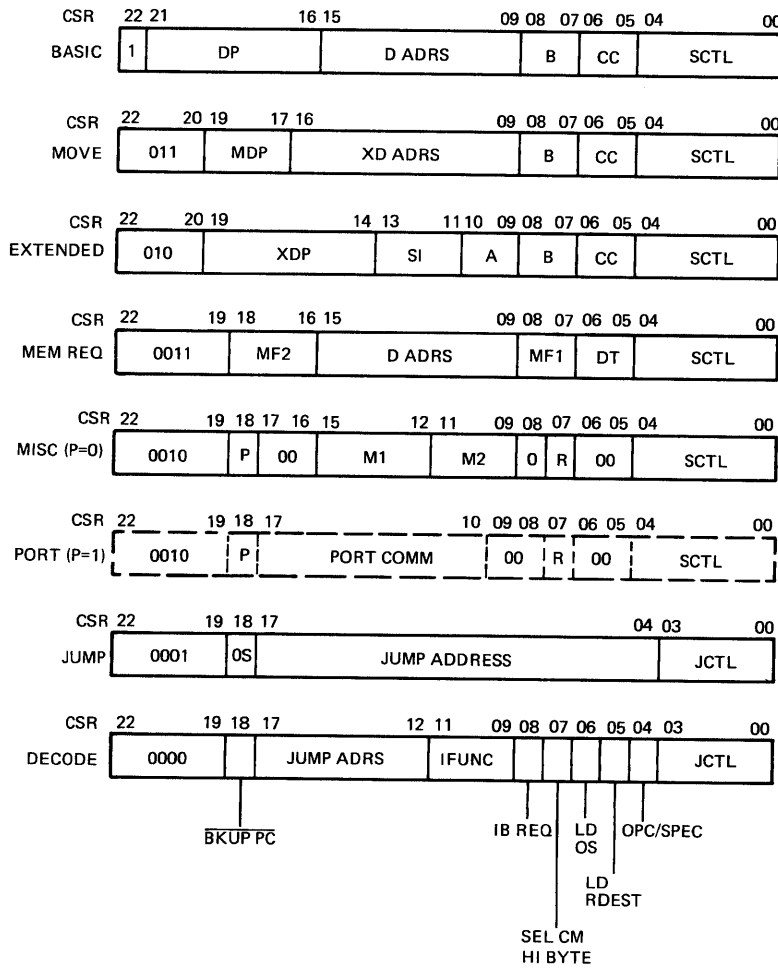 CSR 22 21 16 15 09 08 07 06 05 04 00
BASIC 1 DP D ADRS B CC SCTL
CSR 22 20 19 17 16 09 08 07 06 05 04 00
MOVE 011 MDP XD ADRS B CC SCTL
CSR 22 20 19 14 13 11 10 09 08 07 06 05 04 00
EXTENDED 010 XDP SI A B CC SCTL
CSR 22 19 18 16 15 09 08 07 06 05 04 00
MEM REQ 0011 MF2 D ADRS MF1 DT SCTL
CSR 22 19 18 17 16 15 12 11 09 08 07 06 05 04 00
MISC (P=0) 0010 P 00 M1 M2 0 R 00 SCTL
CSR 22 19 18 17 10 09 08 07 06 05 04 00
PORT (P=1) 0010 P PORT COMM 00 R 00 SCTL
CSR 22 19 18 17 04 03 00
JUMP 0001 0S JUMP ADDRESS JCTL
CSR 22 19 18 17 12 11 09 08 07 06 05 04 03 00
DECODE 0000 JUMP ADRS IFUNC JCTL
BKUP PC IB REQ LD OPC/SPEC
OS
LD
RDEST
SEL CM
HI BYTE